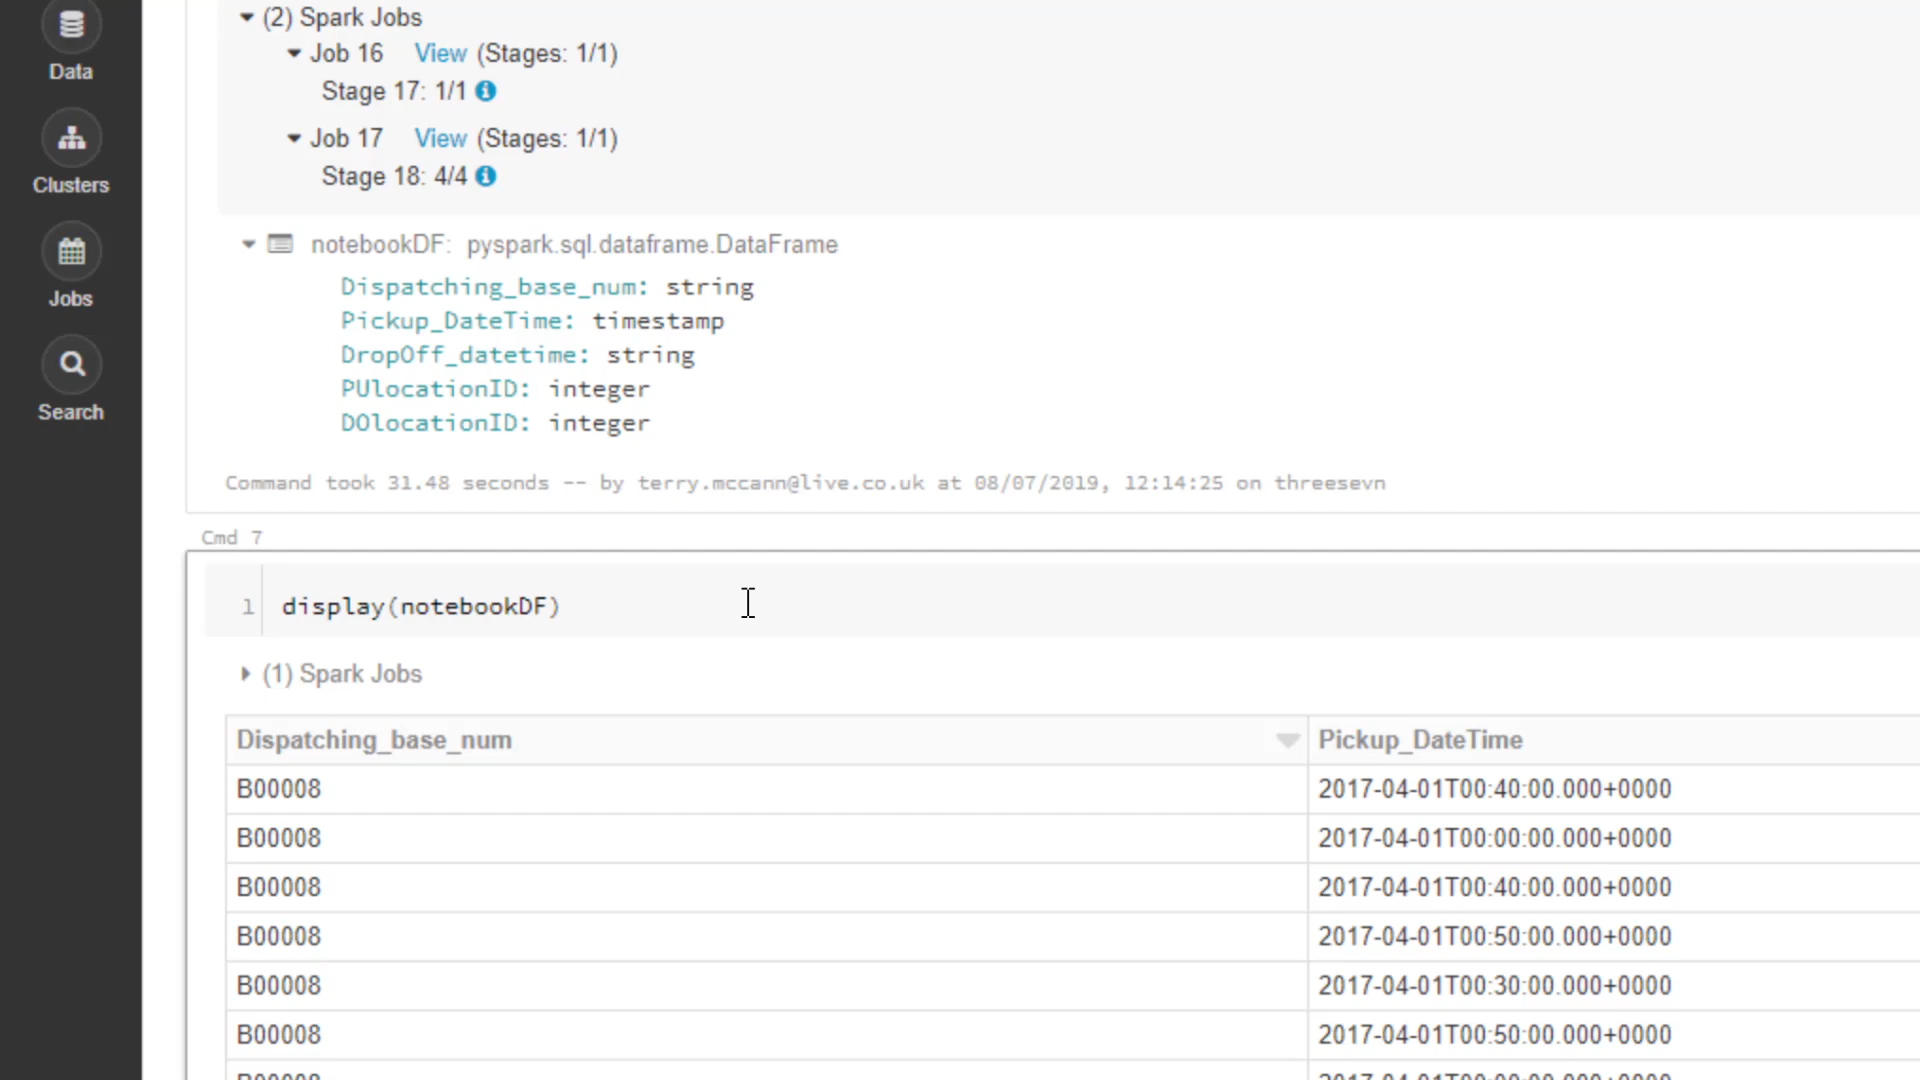 Data
Clusters
Jobs
Search
(2) Spark Jobs
Job 16 View (Stages: 1/1)
Stage 17: 1/1
Job 17 View (Stages: 1/1)
Stage 18: 4/4
notebookDF: pyspark.sql.dataframe.DataFrame
Dispatching_base_num: string
Pickup_DateTime: timestamp
DropOff_datetime: string
PUlocationID: integer
DOlocationID: integer
Command took 31.48 seconds -- by terry.mccann@live.co.uk at 08/07/2019, 12:14:25 on threesevn
Cmd 7
1 display(notebookDF)
(1) Spark Jobs
Dispatching_base_num Pickup_DateTime
B00008 2017-04-01T00:40:00.000+0000
B00008 2017-04-01T00:00:00.000+0000
B00008 2017-04-01T00:40:00.000+0000
B00008 2017-04-01T00:50:00.000+0000
B00008 2017-04-01T00:30:00.000+0000
B00008 2017-04-01T00:50:00.000+0000